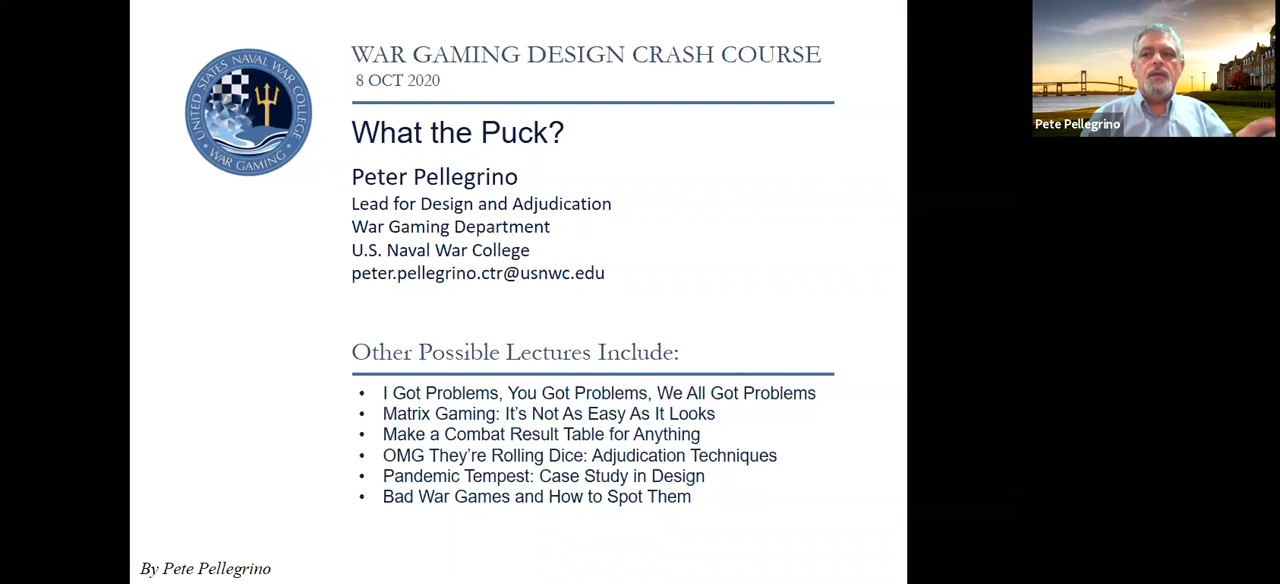 UNITED STATES NAVAL WAR COLLEGE
WAR GAMING
WAR GAMING DESIGN CRASH COURSE
8 OCT 2020
What the Puck?
Peter Pellegrino
Lead for Design and Adjudication
War Gaming Department
U.S. Naval War College
peter.pellegrino.ctr@usnwc.edu
Other Possible Lectures Include:
• I Got Problems, You Got Problems, We All Got Problems
• Matrix Gaming: It's Not As Easy As It Looks
• Make a Combat Result Table for Anything
• OMG They're Rolling Dice: Adjudication Techniques
• Pandemic Tempest: Case Study in Design
• Bad War Games and How to Spot Them
By Pete Pellegrino
Pete Pellegrino